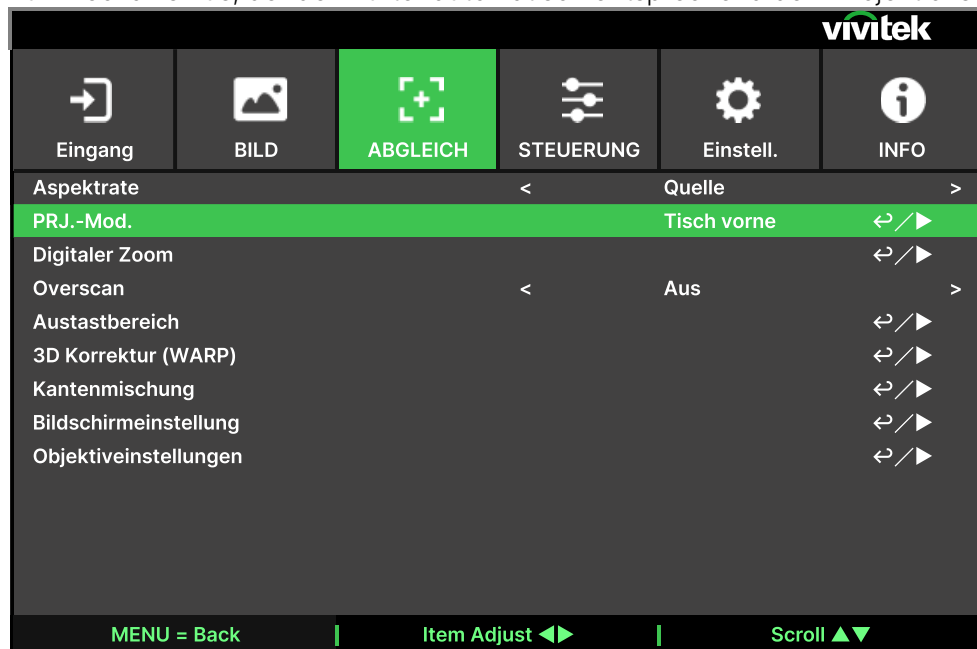 vivitek
Eingang BILD ABGLEICH STEUERUNG Einstell. INFO
Aspektrate < Quelle >
PRJ.-Mod. Tisch vorne ↩/▶
Digitaler Zoom ↩/▶
Overscan < Aus >
Austastbereich ↩/▶
3D Korrektur (WARP) ↩/▶
Kantenmischung ↩/▶
Bildschirmeinstellung ↩/▶
Objektiveinstellungen ↩/▶
MENU = Back | Item Adjust ◀▶ | Scroll ▲▼